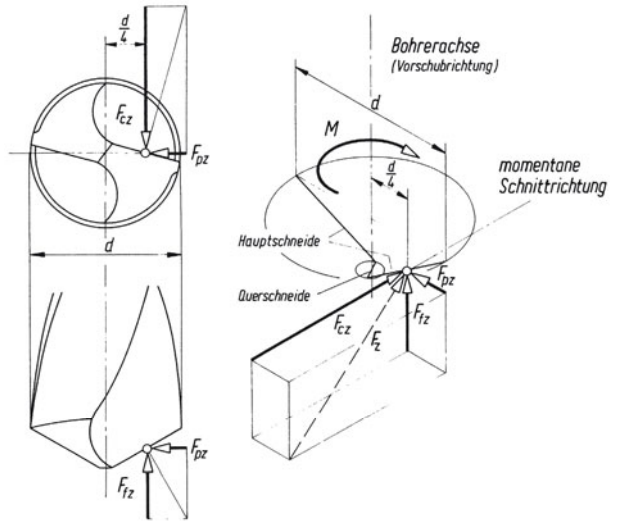 d/4
F_cz
F_pz
d
F_pz
F_fz
Bohrerachse
(Vorschubrichtung)
d
M
d/4
momentane
Schnittrichtung
Hauptschneide
F_pz
Querschneide
F_cz
F_z
F_fz